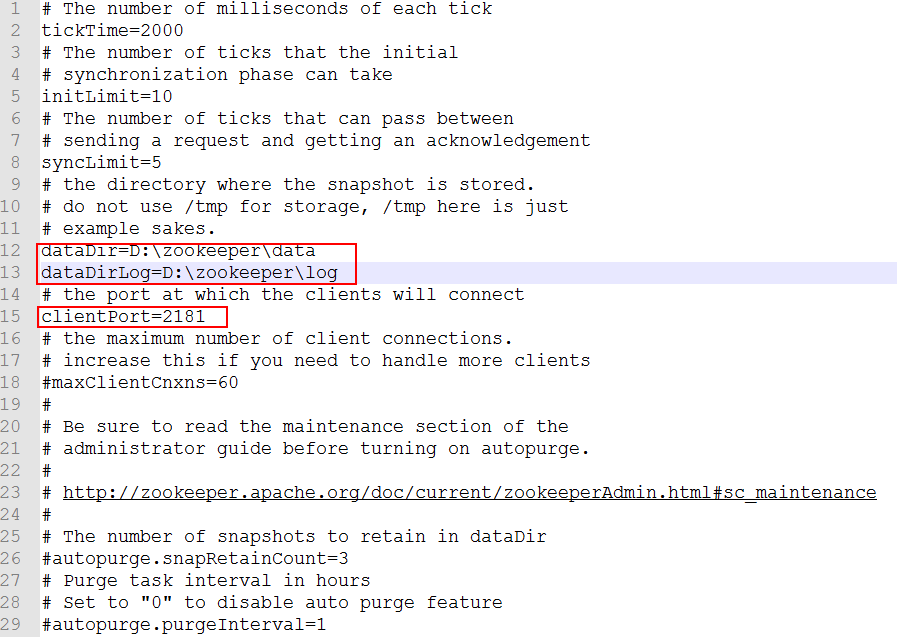 1 # The number of milliseconds of each tick
2 tickTime=2000
3 # The number of ticks that the initial
4 # synchronization phase can take
5 initLimit=10
6 # The number of ticks that can pass between
7 # sending a request and getting an acknowledgement
8 syncLimit=5
9 # the directory where the snapshot is stored.
10 # do not use /tmp for storage, /tmp here is just
11 # example sakes.
12 dataDir=D:\zookeeper\data
13 dataDirLog=D:\zookeeper\log
14 # the port at which the clients will connect
15 clientPort=2181
16 # the maximum number of client connections.
17 # increase this if you need to handle more clients
18 #maxClientCnxns=60
19 #
20 # Be sure to read the maintenance section of the
21 # administrator guide before turning on autopurge.
22 #
23 # http://zookeeper.apache.org/doc/current/zookeeperAdmin.html#sc_maintenance
24 #
25 # The number of snapshots to retain in dataDir
26 #autopurge.snapRetainCount=3
27 # Purge task interval in hours
28 # Set to "0" to disable auto purge feature
29 #autopurge.purgeInterval=1